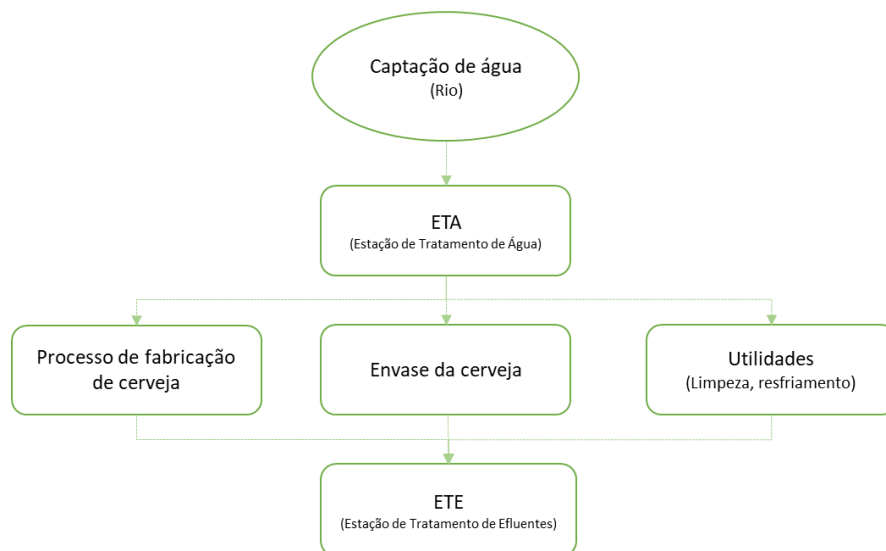 Captação de água
(Rio)
ETA
(Estação de Tratamento de Água)
Processo de fabricação
de cerveja
Envase da cerveja
Utilidades
(Limpeza, resfriamento)
ETE
(Estação de Tratamento de Efluentes)